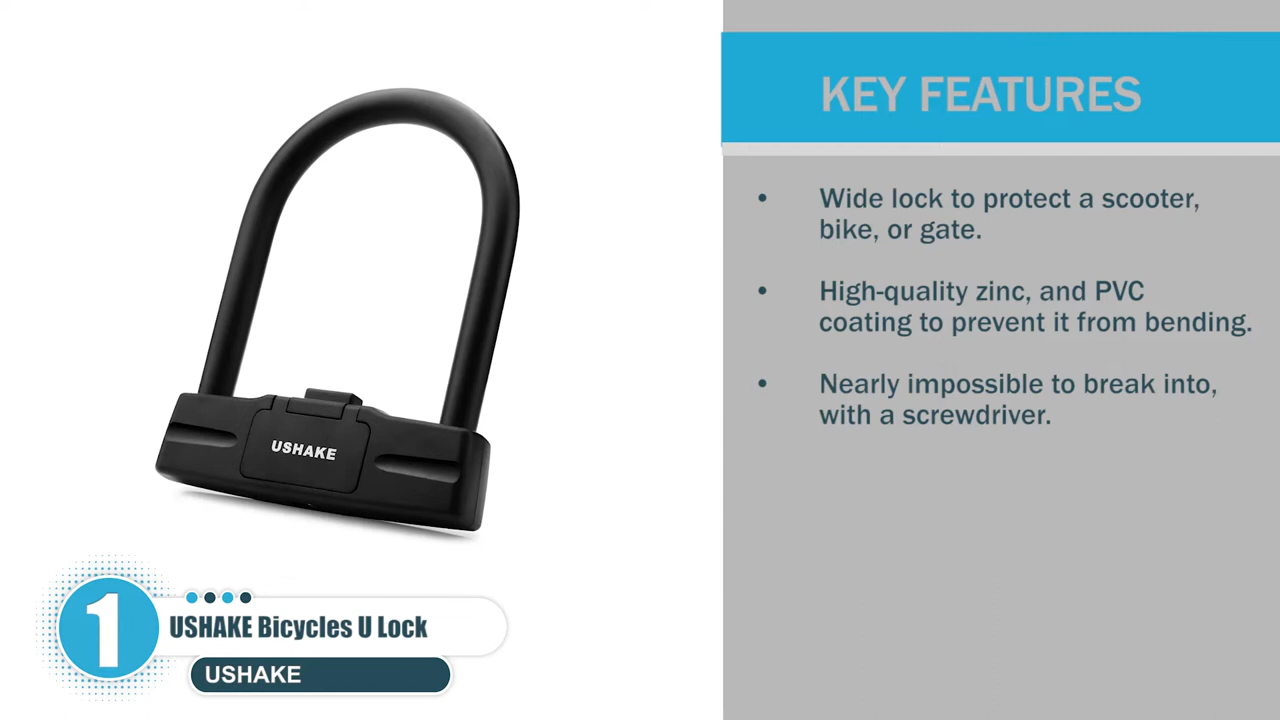 KEY FEATURES
• Wide lock to protect a scooter,
bike, or gate.
• High-quality zinc, and PVC
coating to prevent it from bending.
• Nearly impossible to break into,
with a screwdriver.
USHAKE
1
USHAKE Bicycles U Lock
USHAKE